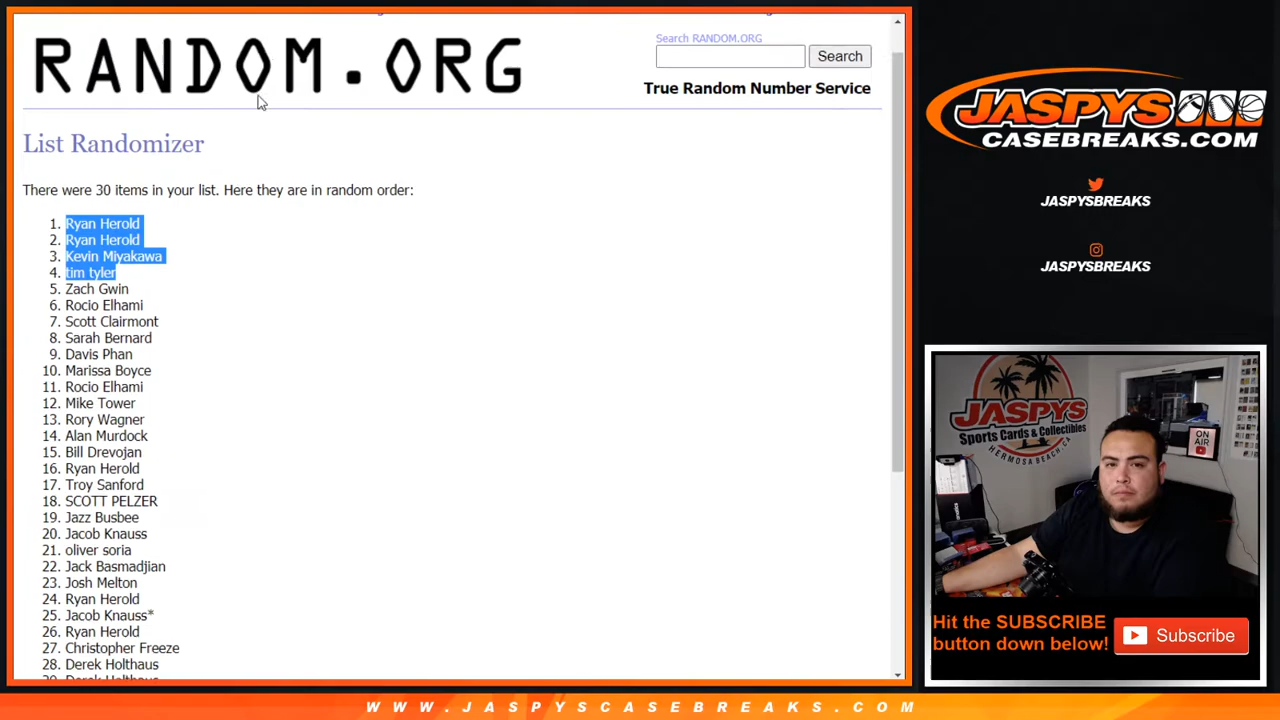 RANDOM.ORG
Search RANDOM.ORG
Search
True Random Number Service
List Randomizer
There were 30 items in your list. Here they are in random order:
1. Ryan Herold
2. Ryan Herold
3. Kevin Miyakawa
4. tim tyler
5. Zach Gwin
6. Rocio Elhami
7. Scott Clairmont
8. Sarah Bernard
9. Davis Phan
10. Marissa Boyce
11. Rocio Elhami
12. Mike Tower
13. Rory Wagner
14. Alan Murdock
15. Bill Drevojan
16. Ryan Herold
17. Troy Sanford
18. SCOTT PELZER
19. Jazz Busbee
20. Jacob Knauss
21. oliver soria
22. Jack Basmadjian
23. Josh Melton
24. Ryan Herold
25. Jacob Knauss*
26. Ryan Herold
27. Christopher Freeze
28. Derek Holthaus
JASPYS
CASEBREAKS.COM
JASPYSBREAKS
JASPYSBREAKS
JASPYS
Sports Cards & Collectibles
HERMOSA BEACH, CA
ON AIR
Hit the SUBSCRIBE
button down below!
Subscribe
WWW.JASPYSCASEBREAKS.COM